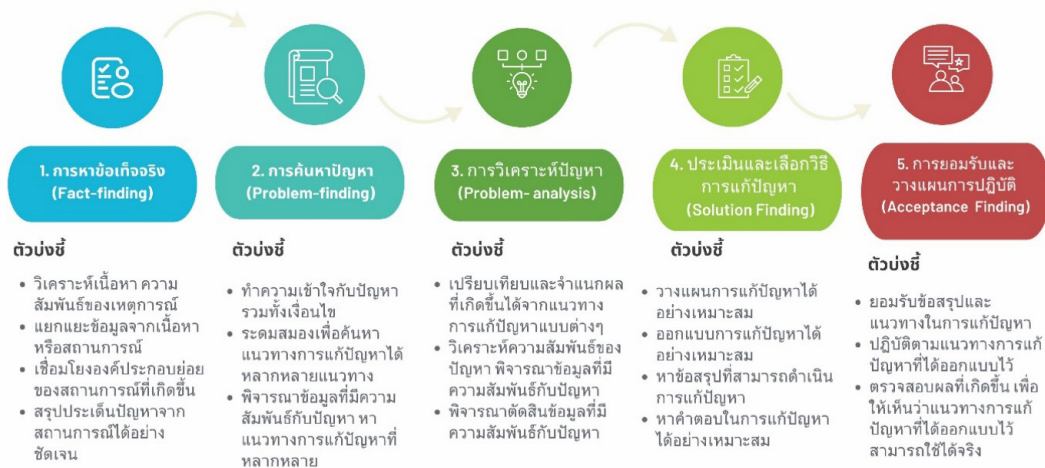 1. การหาข้อเท็จจริง
(Fact-finding)
ตัวบ่งชี้
วิเคราะห์เนื้อหา ความ
สัมพันธ์ของเหตุการณ์
แยกแยะข้อมูลจากเนื้อหา
หรือสถานการณ์
เชื่อมโยงองค์ประกอบย่อย
ของสถานการณ์ที่เกิดขึ้น
สรุปประเด็นปัญหาจาก
สถานการณ์ได้อย่าง
ชัดเจน
2. การค้นหาปัญหา
(Problem-finding)
ตัวบ่งชี้
ทำความเข้าใจกับปัญหา
รวมทั้งเงื่อนไข
ระดมสมองเพื่อค้นหา
แนวทางการแก้ปัญหาได้
หลากหลายแนวทาง
พิจารณาข้อมูลที่มีความ
สัมพันธ์กับปัญหา หา
แนวทางการแก้ปัญหาที่
หลากหลาย
3. การวิเคราะห์ปัญหา
(Problem- analysis)
ตัวบ่งชี้
เปรียบเทียบและจำแนกผล
ที่เกิดขึ้นได้จากแนวทาง
การแก้ปัญหาแบบต่างๆ
วิเคราะห์ความสัมพันธ์ของ
ปัญหา พิจารณาข้อมูลที่มี
ความสัมพันธ์กับปัญหา
พิจารณาตัดสินข้อมูลที่มี
ความสัมพันธ์กับปัญหา
4. ประเมินและเลือกวิธี
การแก้ปัญหา
(Solution Finding)
ตัวบ่งชี้
วางแผนการแก้ปัญหาได้
อย่างเหมาะสม
ออกแบบการแก้ปัญหาได้
อย่างเหมาะสม
หาข้อสรุปที่สามารถดำเนิน
การแก้ปัญหา
หาคำตอบในการแก้ปัญหา
ได้อย่างเหมาะสม
5. การยอมรับและ
วางแผนการปฏิบัติ
(Acceptance Finding)
ตัวบ่งชี้
ยอมรับข้อสรุปและ
แนวทางในการแก้ปัญหา
ปฏิบัติตามแนวทางการแก้
ปัญหาที่ได้ออกแบบไว้
ตรวจสอบผลที่เกิดขึ้น เพื่อ
ให้เห็นว่าแนวทางการแก้
ปัญหาที่ได้ออกแบบไว้
สามารถใช้ได้จริง